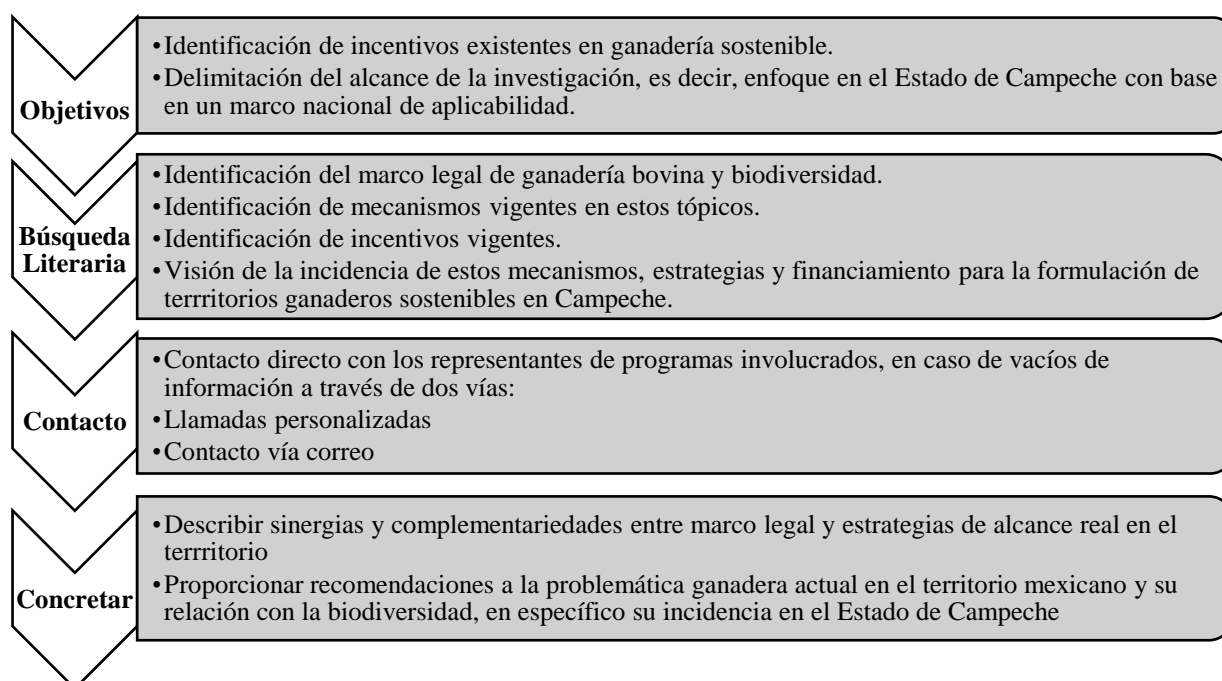 Objetivos
•Identificación de incentivos existentes en ganadería sostenible.
•Delimitación del alcance de la investigación, es decir, enfoque en el Estado de Campeche con base
en un marco nacional de aplicabilidad.
Búsqueda
Literaria
•Identificación del marco legal de ganadería bovina y biodiversidad.
•Identificación de mecanismos vigentes en estos tópicos.
•Identificación de incentivos vigentes.
•Visión de la incidencia de estos mecanismos, estrategias y financiamiento para la formulación de
terrritorios ganaderos sostenibles en Campeche.
Contacto
•Contacto directo con los representantes de programas involucrados, en caso de vacíos de
información a través de dos vías:
•Llamadas personalizadas
•Contacto vía correo
Concretar
•Describir sinergias y complementariedades entre marco legal y estrategias de alcance real en el
terrritorio
•Proporcionar recomendaciones a la problemática ganadera actual en el territorio mexicano y su
relación con la biodiversidad, en específico su incidencia en el Estado de Campeche